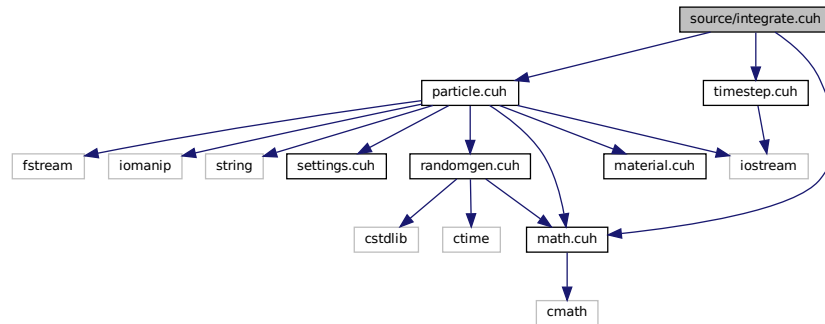 source/integrate.cuh
particle.cuh
timestep.cuh
fstream
iomanip
string
settings.cuh
randomgen.cuh
material.cuh
iostream
cstdlib
ctime
math.cuh
cmath